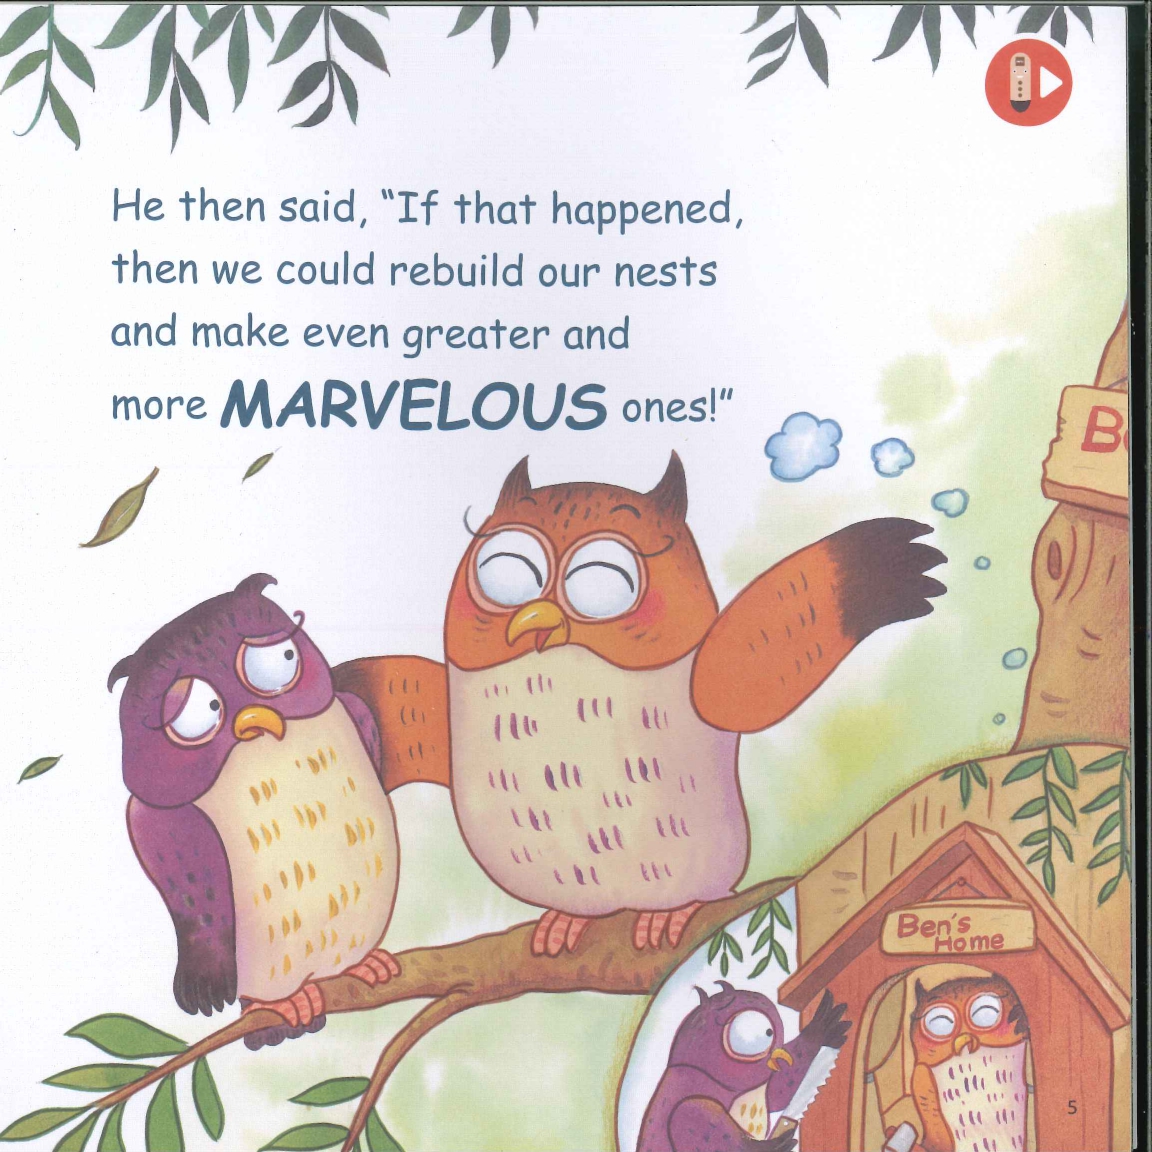 He then said, “If that happened,
then we could rebuild our nests
and make even greater and
more MARVELOUS ones!”
Ben's
Home
5